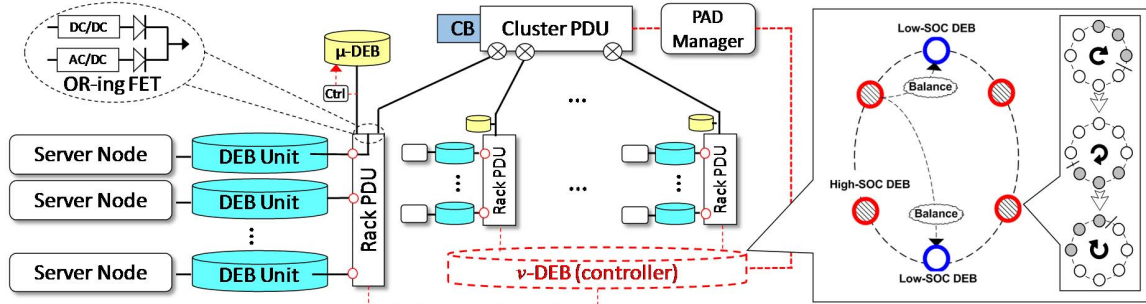 DC/DC
AC/DC
OR-ing FET
μ-DEB
Ctrl
CB
Cluster PDU
PAD
Manager
Server Node
DEB Unit
Server Node
DEB Unit
...
Server Node
DEB Unit
Rack PDU
...
Rack PDU
...
...
...
Rack PDU
v-DEB (controller)
Low-SOC DEB
Balance
High-SOC DEB
Balance
Low-SOC DEB